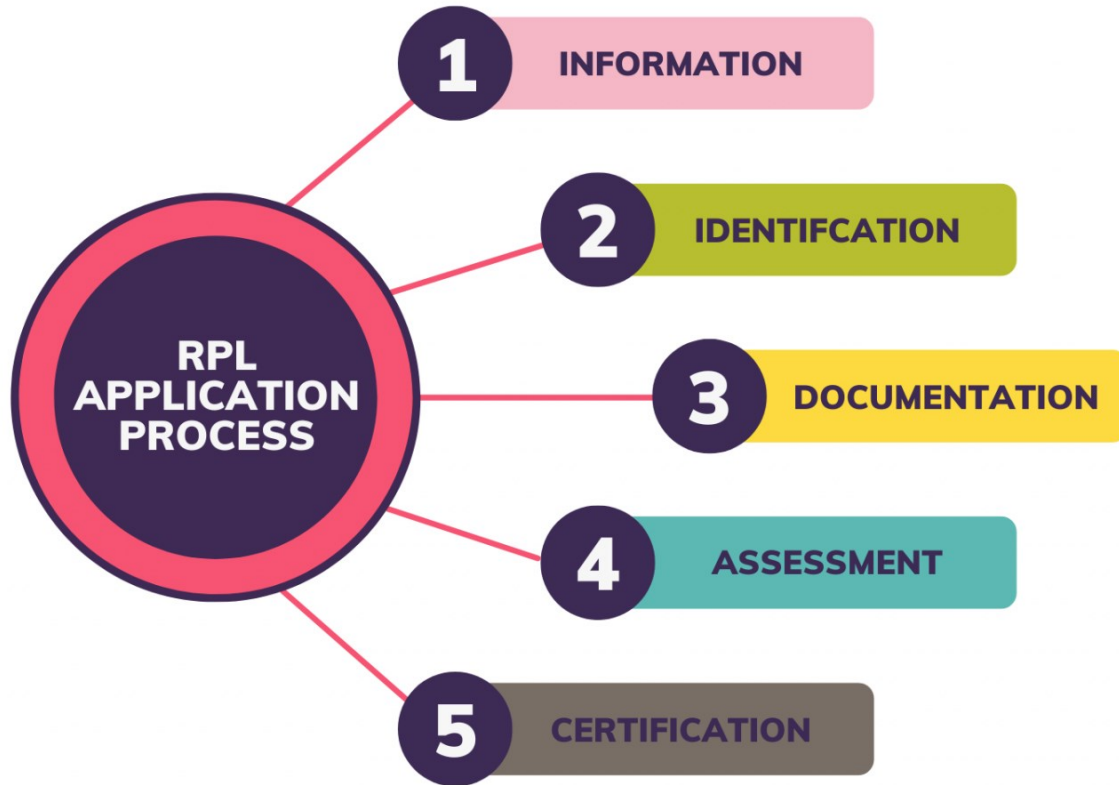 RPL
APPLICATION
PROCESS
1 INFORMATION
2 IDENTIFCATION
3 DOCUMENTATION
4 ASSESSMENT
5 CERTIFICATION